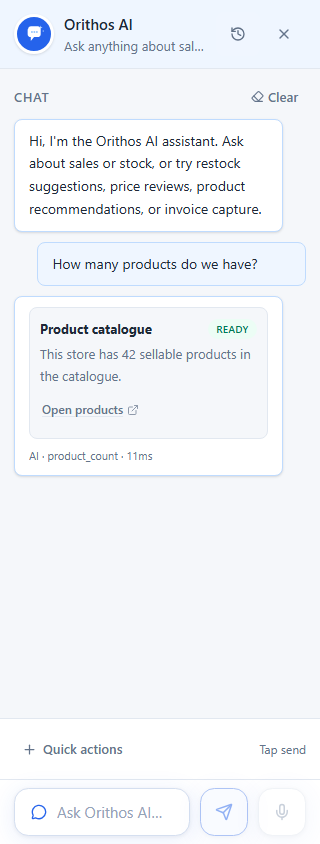 Orithos AI
Ask anything about sal...
CHAT
Clear
Hi, I'm the Orithos AI assistant. Ask
about sales or stock, or try restock
suggestions, price reviews, product
recommendations, or invoice capture.
How many products do we have?
Product catalogue
READY
This store has 42 sellable products in
the catalogue.
Open products
AI · product_count · 11ms
Quick actions
Tap send
Ask Orithos AI...